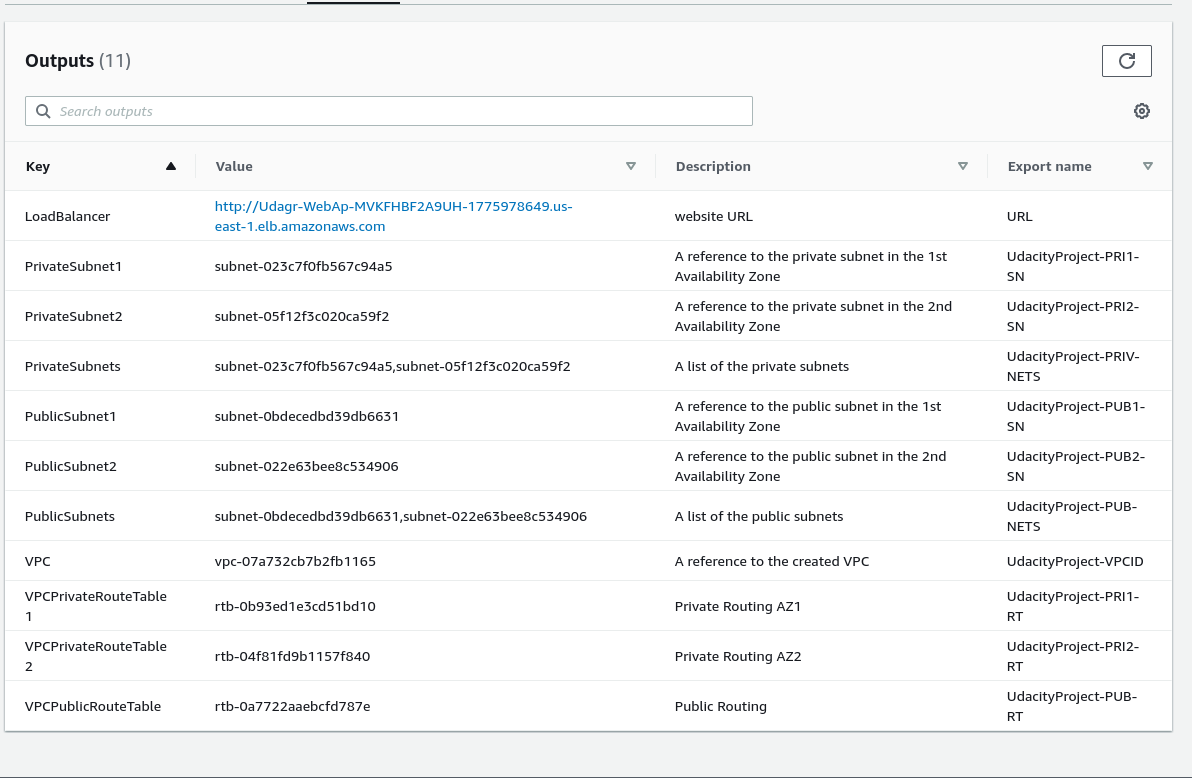 Outputs (11)
Search outputs
Key Value Description Export name
LoadBalancer
http://Udagr-WebAp-MVKFHBF2A9UH-1775978649.us-
east-1.elb.amazonaws.com
website URL
URL
PrivateSubnet1
subnet-023c7f0fb567c94a5
A reference to the private subnet in the 1st
Availability Zone
UdacityProject-PRI1-
SN
PrivateSubnet2
subnet-05f12f3c020ca59f2
A reference to the private subnet in the 2nd
Availability Zone
UdacityProject-PRI2-
SN
PrivateSubnets
subnet-023c7f0fb567c94a5,subnet-05f12f3c020ca59f2
A list of the private subnets
UdacityProject-PRIV-
NETS
PublicSubnet1
subnet-0bdecedbd39db6631
A reference to the public subnet in the 1st
Availability Zone
UdacityProject-PUB1-
SN
PublicSubnet2
subnet-022e63bee8c534906
A reference to the public subnet in the 2nd
Availability Zone
UdacityProject-PUB2-
SN
PublicSubnets
subnet-0bdecedbd39db6631,subnet-022e63bee8c534906
A list of the public subnets
UdacityProject-PUB-
NETS
VPC
vpc-07a732cb7b2fb1165
A reference to the created VPC
UdacityProject-VPCID
VPCPrivateRouteTable
1
rtb-0b93ed1e3cd51bd10
Private Routing AZ1
UdacityProject-PRI1-
RT
VPCPrivateRouteTable
2
rtb-04f81fd9b1157f840
Private Routing AZ2
UdacityProject-PRI2-
RT
VPCPublicRouteTable
rtb-0a7722aaebcfd787e
Public Routing
UdacityProject-PUB-
RT